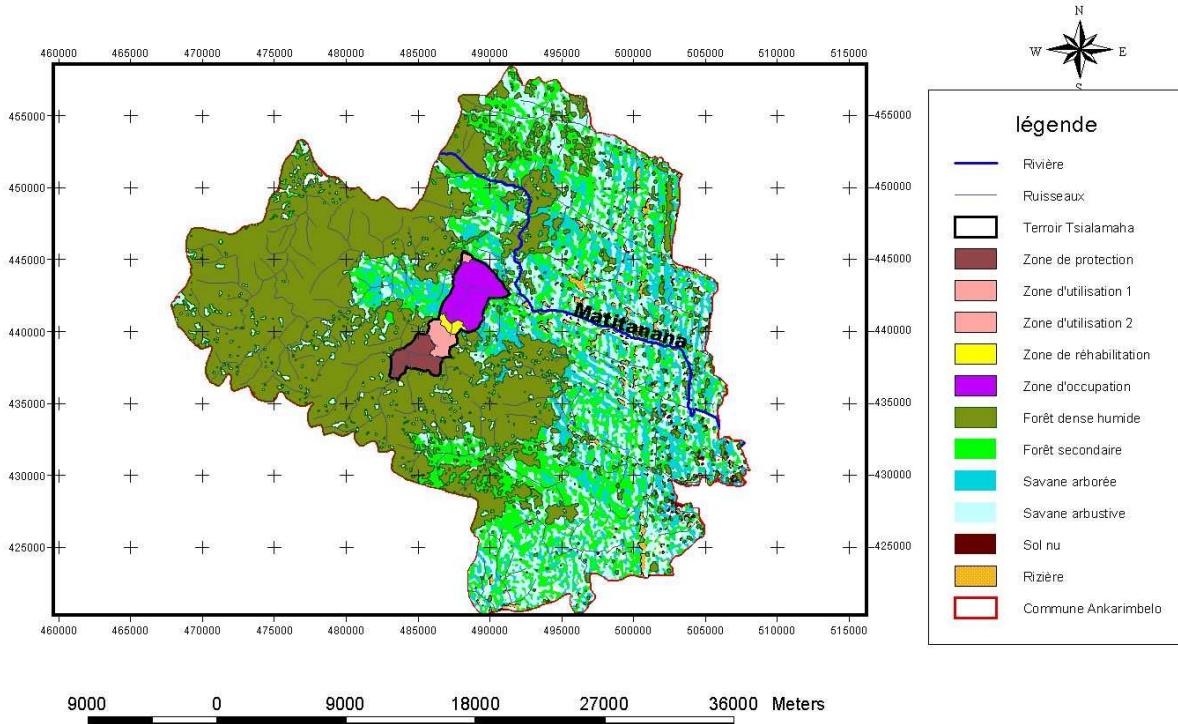 N
W E
S
460000 465000 470000 475000 480000 485000 490000 495000 500000 505000 510000 515000
455000 455000
450000 450000
445000 445000
440000 440000
435000 435000
430000 430000
425000 425000
460000 465000 470000 475000 480000 485000 490000 495000 500000 505000 510000 515000
Matitanana
légende
Rivière
Ruisseaux
Terroir Tsialamaha
Zone de protection
Zone d'utilisation 1
Zone d'utilisation 2
Zone de réhabilitation
Zone d'occupation
Forêt dense humide
Forêt secondaire
Savane arborée
Savane arbustive
Sol nu
Rizière
Commune Ankarimbelo
9000 0 9000 18000 27000 36000 Meters